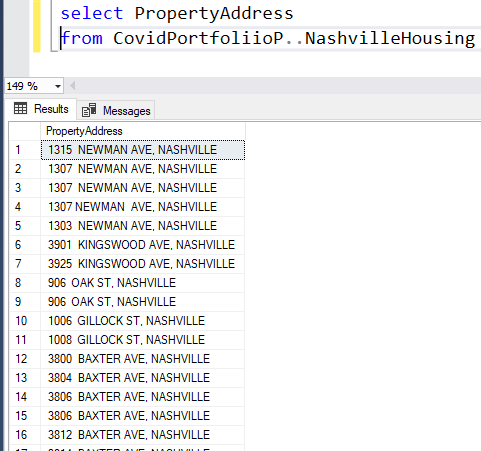 select PropertyAddress
from CovidPortfoliioP..NashvilleHousing
149 %
Results Messages
PropertyAddress
1 1315  NEWMAN AVE, NASHVILLE
2 1307  NEWMAN AVE, NASHVILLE
3 1307  NEWMAN AVE, NASHVILLE
4 1307 NEWMAN  AVE, NASHVILLE
5 1303  NEWMAN AVE, NASHVILLE
6 3901  KINGSWOOD AVE, NASHVILLE
7 3925  KINGSWOOD AVE, NASHVILLE
8 906  OAK ST, NASHVILLE
9 906  OAK ST, NASHVILLE
10 1006  GILLOCK ST, NASHVILLE
11 1008  GILLOCK ST, NASHVILLE
12 3800  BAXTER AVE, NASHVILLE
13 3804  BAXTER AVE, NASHVILLE
14 3806  BAXTER AVE, NASHVILLE
15 3806  BAXTER AVE, NASHVILLE
16 3812  BAXTER AVE, NASHVILLE